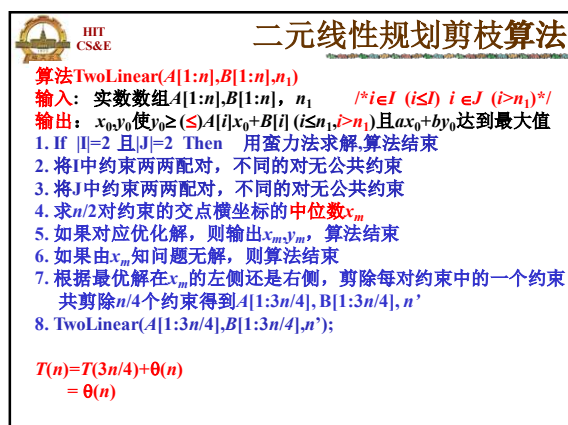 HIT
CS&E
二元线性规划剪枝算法
算法TwoLinear(A[1:n],B[1:n],n₁)
输入: 实数数组A[1:n],B[1:n], n₁ /*i∈I (i≤I) i∈J (i>n₁)*/
输出: x₀,y₀使y₀≥(≤)A[i]x₀+B[i] (i≤n₁,i>n₁)且ax₀+by₀达到最大值
1. If |I|=2 且|J|=2 Then 用蛮力法求解,算法结束
2. 将I中约束两两配对，不同的对无公共约束
3. 将J中约束两两配对，不同的对无公共约束
4. 求n/2对约束的交点横坐标的中位数xₘ
5. 如果对应优化解，则输出xₘ,yₘ，算法结束
6. 如果由xₘ知问题无解，则算法结束
7. 根据最优解在xₘ的左侧还是右侧，剪除每对约束中的一个约束
共剪除n/4个约束得到A[1:3n/4], B[1:3n/4], n’
8. TwoLinear(A[1:3n/4],B[1:3n/4],n’);
T(n)=T(3n/4)+θ(n)
= θ(n)